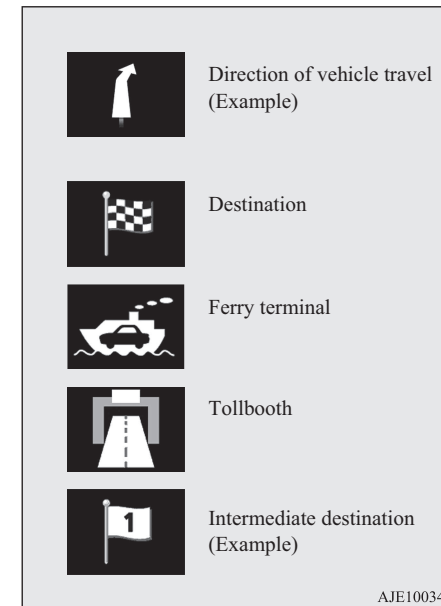 Direction of vehicle travel
(Example)
Destination
Ferry terminal
Tollbooth
1
Intermediate destination
(Example)
AJE10034